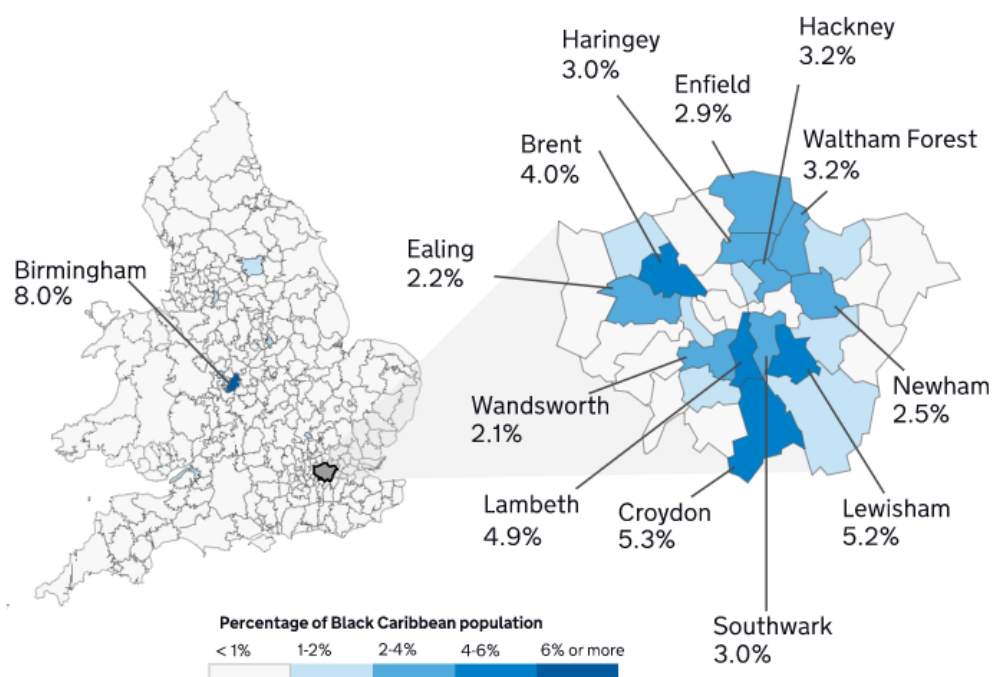 Hackney
3.2%
Haringey
3.0%
Enfield
2.9%
Waltham Forest
3.2%
Brent
4.0%
Ealing
2.2%
Birmingham
8.0%
Newham
2.5%
Wandsworth
2.1%
Lambeth
4.9%
Croydon
5.3%
Lewisham
5.2%
Southwark
3.0%
Percentage of Black Caribbean population
< 1% 1-2% 2-4% 4-6% 6% or more